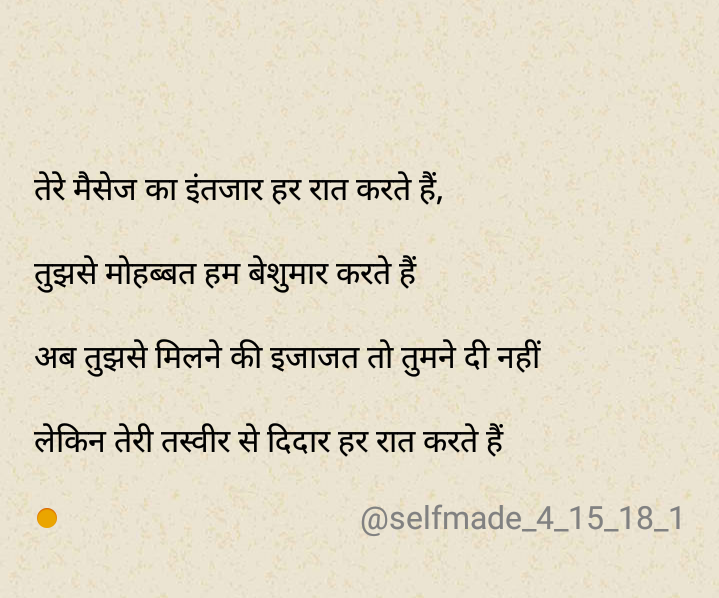 तेरे मैसेज का इंतजार हर रात करते हैं,
तुझसे मोहब्बत हम बेशुमार करते हैं
अब तुझसे मिलने की इजाजत तो तुमने दी नहीं
लेकिन तेरी तस्वीर से दिदार हर रात करते हैं
@selfmade_4_15_18_1